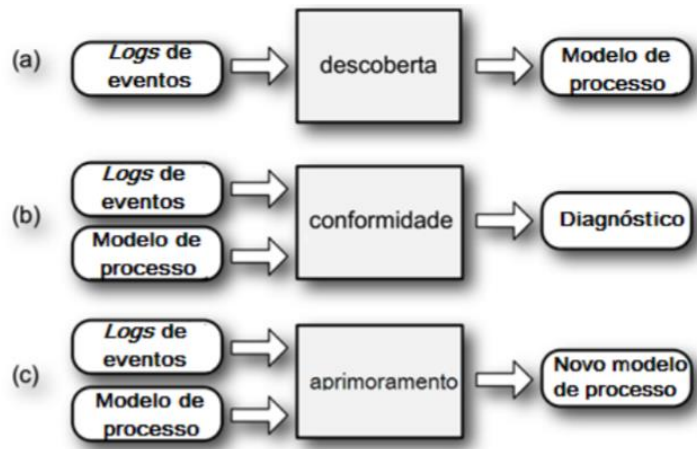 (a)
Logs de
eventos
descoberta
Modelo de
processo
(b)
Logs de
eventos
Modelo de
processo
conformidade
Diagnóstico
(c)
Logs de
eventos
Modelo de
processo
aprimoramento
Novo modelo
de processo